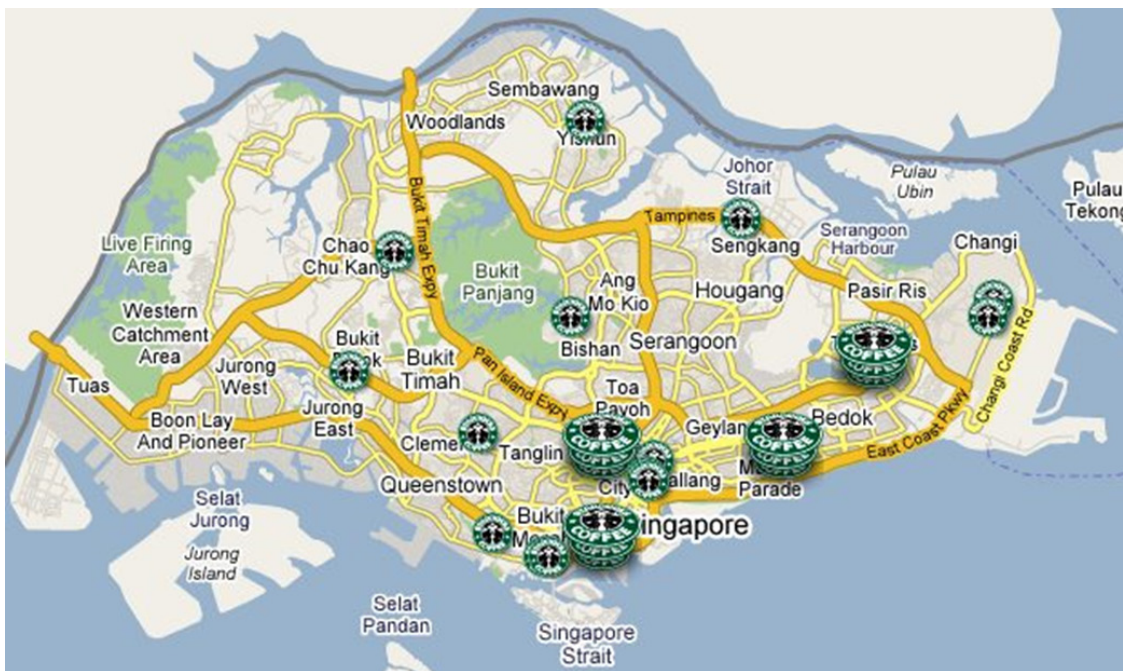 Sembawang
Woodlands
Yishun
Johor
Strait
Pulau
Ubin
Pulau
Tekong
Bukit Timah Expy
Tampines
Sengkang
Serangoon
Harbour
Changi
Live Firing
Area
Chao
Chu Kang
Bukit
Panjang
Ang
Mo Kio
Hougang
Pasir Ris
Western
Catchment
Area
Bukit
Bishan
Serangoon
COFFEE
COFFEE
Changi Coast Rd
Tuas
Jurong
West
Bukit
Timah
Pan Island Expy
Toa
Payoh
Boon Lay
And Pioneer
Jurong
East
Clemen
Tanglin
COFFEE
Geylan
COFFEE
Bedok
East Coast Pkwy
Queenstown
City
allang
Parade
Selat
Jurong
Bukit
COFFEE
ingapore
Jurong
Island
Selat
Pandan
Singapore
Strait